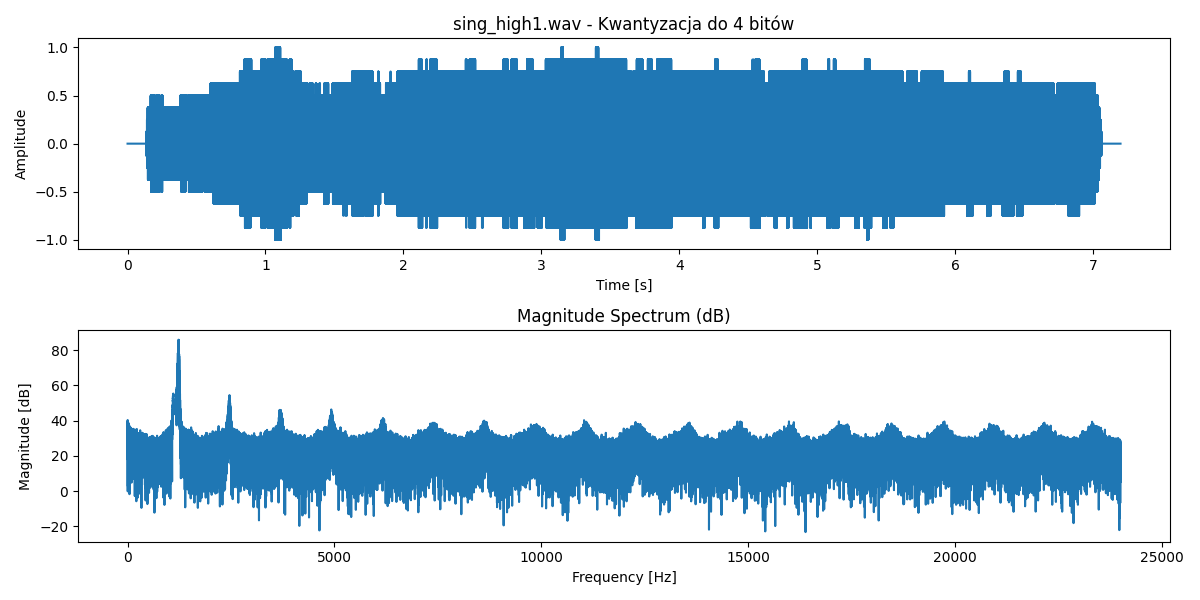 sing_high1.wav - Kwantyzacja do 4 bitów
1.0
0.5
0.0
−0.5
−1.0
Amplitude
0 1 2 3 4 5 6 7
Time [s]
Magnitude Spectrum (dB)
80
60
40
20
0
−20
Magnitude [dB]
0 5000 10000 15000 20000 25000
Frequency [Hz]